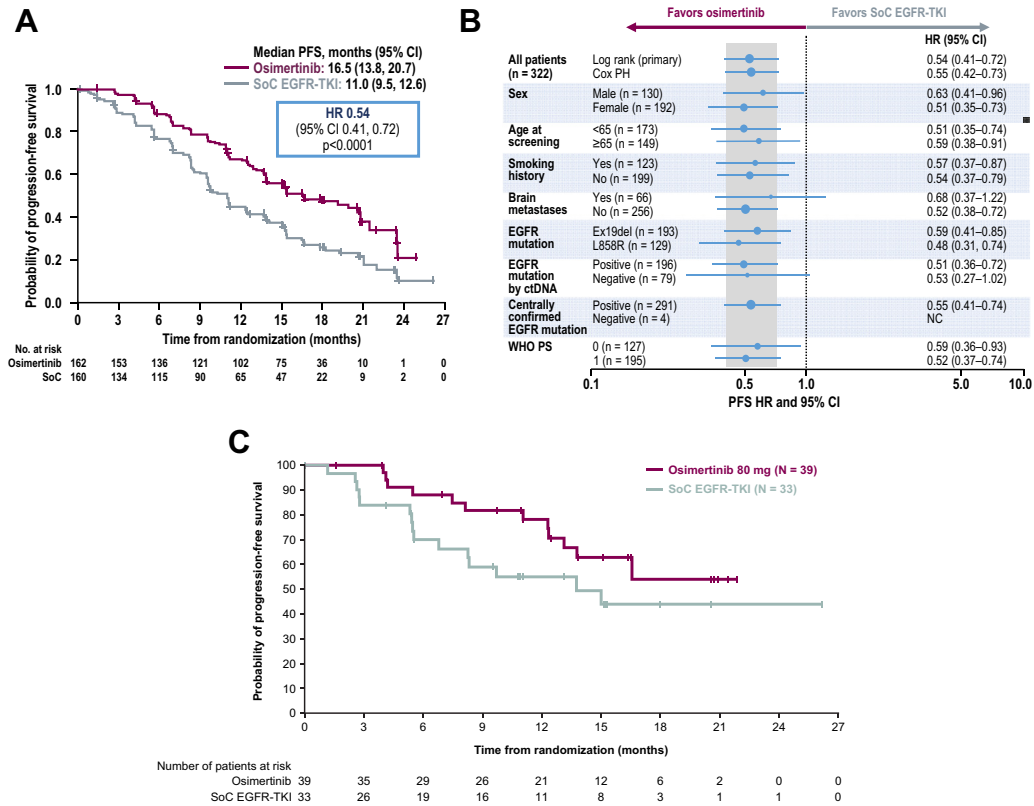 A
Median PFS, months (95% CI)
Osimertinib: 16.5 (13.8, 20.7)
SoC EGFR-TKI: 11.0 (9.5, 12.6)
HR 0.54
(95% CI 0.41, 0.72)
p<0.0001
Probability of progression-free survival
1.0
0.8
0.6
0.4
0.2
0.0
0 3 6 9 12 15 18 21 24 27
Time from randomization (months)
No. at risk
Osimertinib 162 153 136 121 102 75 36 10 1 0
SoC 160 134 115 90 65 47 22 9 2 0
B
Favors osimertinib Favors SoC EGFR-TKI
HR (95% CI)
All patients Log rank (primary) 0.54 (0.41–0.72)
(n = 322) Cox PH 0.55 (0.42–0.73)
Sex Male (n = 130) 0.63 (0.41–0.96)
Female (n = 192) 0.51 (0.35–0.73)
Age at <65 (n = 173) 0.51 (0.35–0.74)
screening ≥65 (n = 149) 0.59 (0.38–0.91)
Smoking Yes (n = 123) 0.57 (0.37–0.87)
history No (n = 199) 0.54 (0.37–0.79)
Brain Yes (n = 66) 0.68 (0.37–1.22)
metastases No (n = 256) 0.52 (0.38–0.72)
EGFR Ex19del (n = 193) 0.59 (0.41–0.85)
mutation L858R (n = 129) 0.48 (0.31, 0.74)
EGFR Positive (n = 196) 0.51 (0.36–0.72)
mutation Negative (n = 79) 0.53 (0.27–1.02)
by ctDNA
Centrally Positive (n = 291) 0.55 (0.41–0.74)
confirmed Negative (n = 4) NC
EGFR mutation
WHO PS 0 (n = 127) 0.59 (0.36–0.93)
1 (n = 195) 0.52 (0.37–0.74)
0.1 0.5 1.0 5.0 10.0
PFS HR and 95% CI
C
Osimertinib 80 mg (N = 39)
SoC EGFR-TKI (N = 33)
Probability of progression-free survival
100
90
80
70
60
50
40
30
20
10
0
0 3 6 9 12 15 18 21 24 27
Time from randomization (months)
Number of patients at risk
Osimertinib 39 35 29 26 21 12 6 2 0 0
SoC EGFR-TKI 33 26 19 16 11 8 3 1 1 0